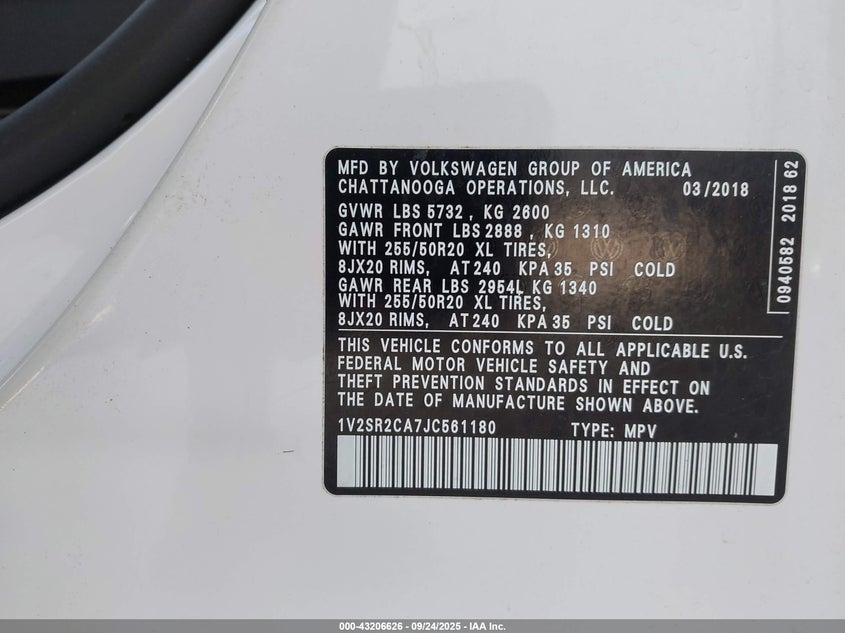 MFD BY VOLKSWAGEN GROUP OF AMERICA
CHATTANOOGA OPERATIONS, LLC. 03/2018
GVWR LBS 5732 , KG 2600
GAWR FRONT LBS 2888 , KG 1310
WITH 255/50R20 XL TIRES,
8JX20 RIMS, AT 240 KPA 35 PSI COLD
GAWR REAR LBS 2954L KG 1340
WITH 255/50R20 XL TIRES,
8JX20 RIMS, AT 240 KPA 35 PSI COLD
THIS VEHICLE CONFORMS TO ALL APPLICABLE U.S.
FEDERAL MOTOR VEHICLE SAFETY AND
THEFT PREVENTION STANDARDS IN EFFECT ON
THE DATE OF MANUFACTURE SHOWN ABOVE.
1V2SR2CA7JC561180 TYPE: MPV
0940582 2018 62
000-43206626 - 09/24/2025 - IAA Inc.